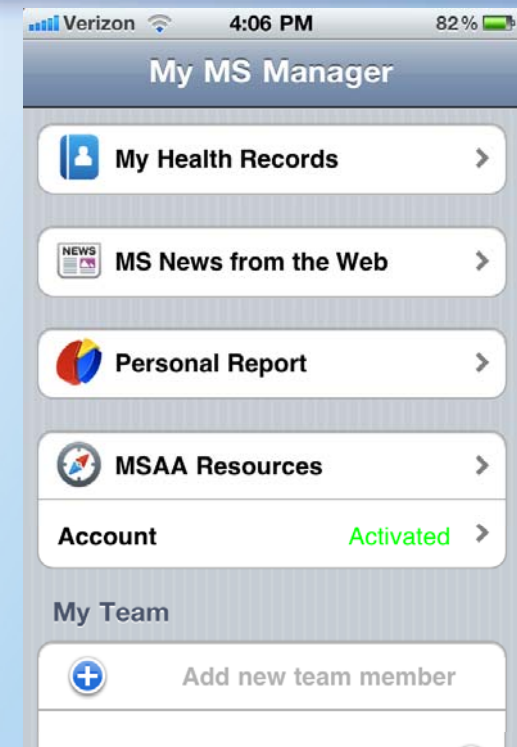 Verizon 4:06 PM 82%
My MS Manager
My Health Records
NEWS
MS News from the Web
Personal Report
MSAA Resources
Account Activated
My Team
Add new team member